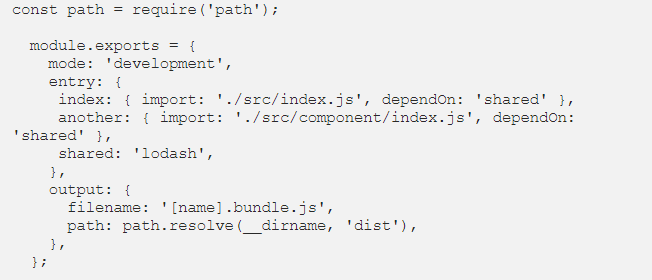 const path = require('path');
module.exports = {
mode: 'development',
entry: {
index: { import: './src/index.js', dependOn: 'shared' },
another: { import: './src/component/index.js', dependOn:
'shared' },
shared: 'lodash',
},
output: {
filename: '[name].bundle.js',
path: path.resolve(__dirname, 'dist'),
},
};